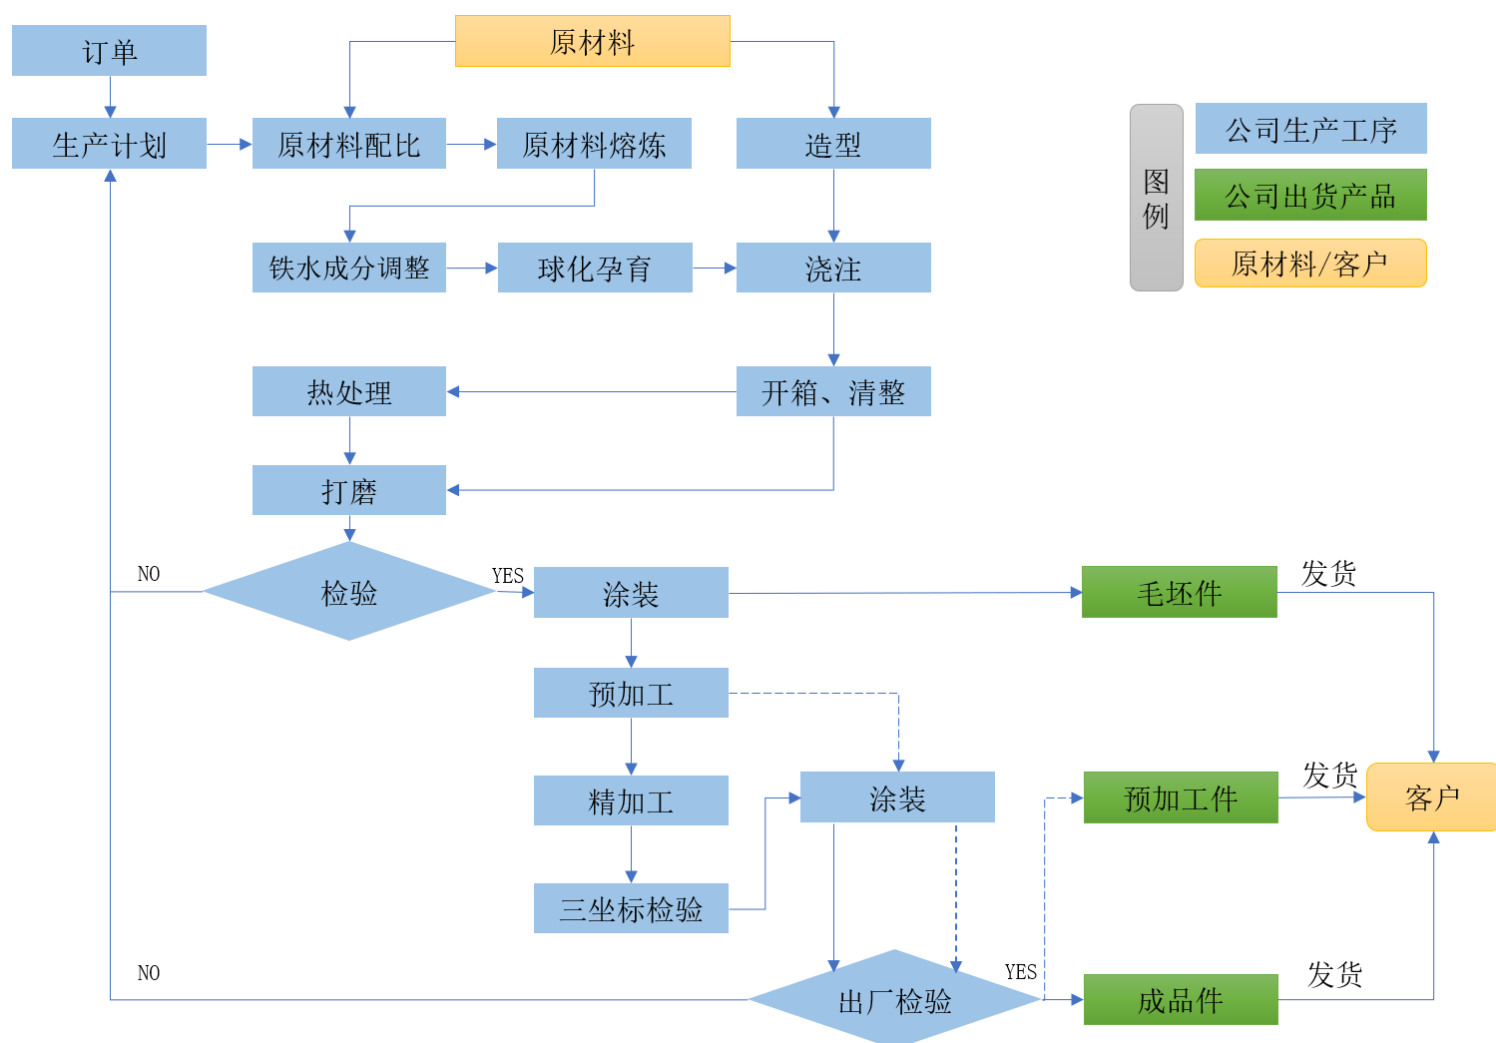 订单
原材料
生产计划
原材料配比
原材料熔炼
造型
图
例
公司生产工序
公司出货产品
原材料/客户
铁水成分调整
球化孕育
浇注
热处理
开箱、清整
打磨
NO
检验
YES
涂装
毛坯件
发货
预加工
精加工
涂装
预加工件
发货
客户
三坐标检验
NO
出厂检验
YES
成品件
发货